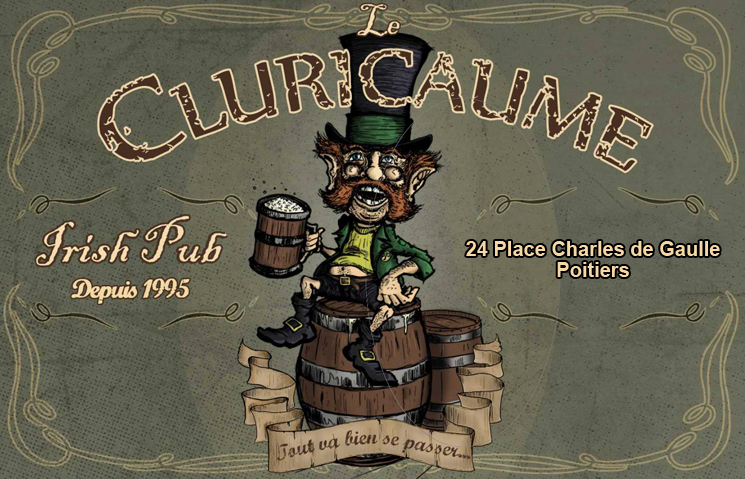 Le
CLURICAUME
Irish Pub
Depuis 1995
24 Place Charles de Gaulle
Poitiers
Tout va bien se passer...